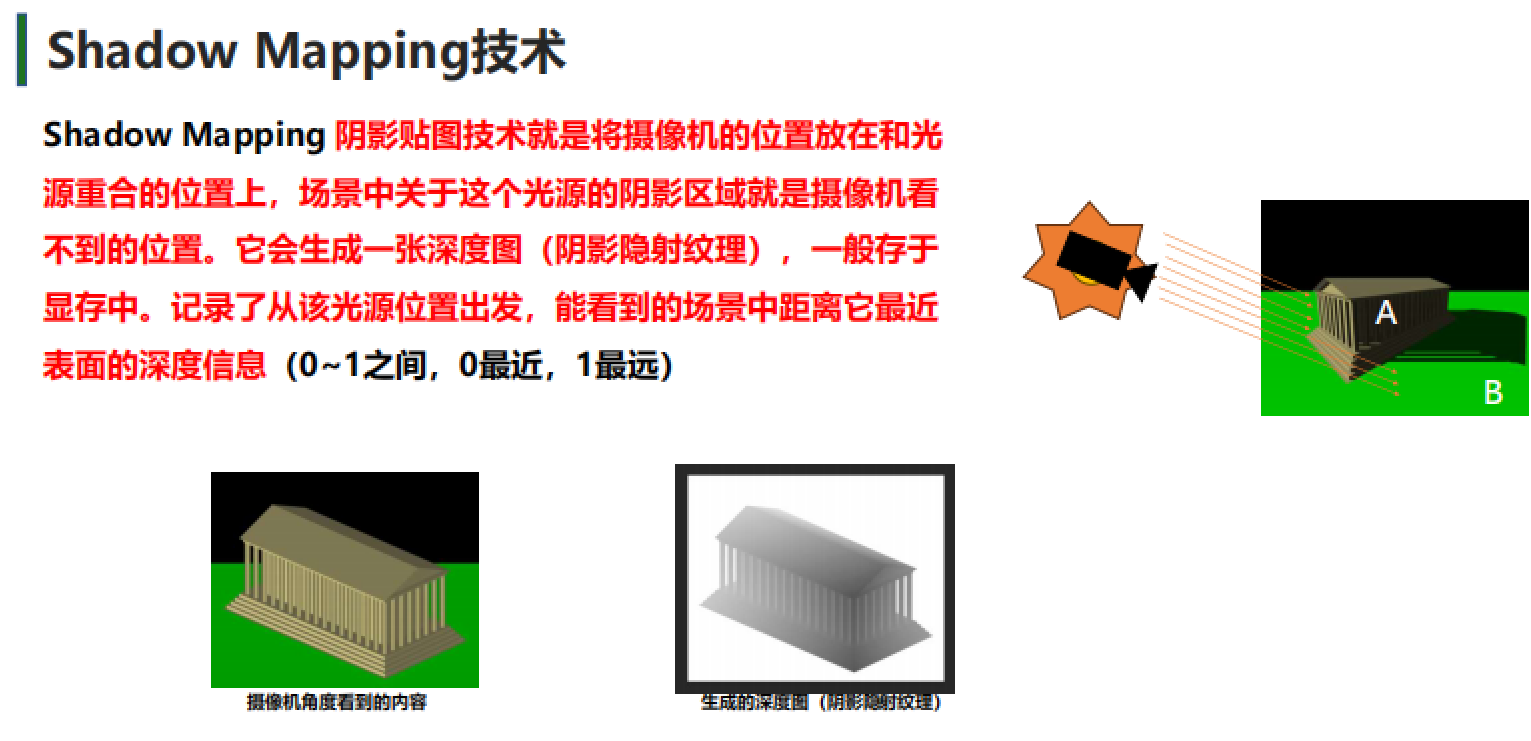 Shadow Mapping技术
Shadow Mapping 阴影贴图技术就是将摄像机的位置放在和光
源重合的位置上，场景中关于这个光源的阴影区域就是摄像机看
不到的位置。它会生成一张深度图（阴影隐射纹理），一般存于
显存中。记录了从该光源位置出发，能看到的场景中距离它最近
表面的深度信息（0~1之间，0最近，1最远）
A
B
摄像机角度看到的内容
生成的深度图（阴影隐射纹理）